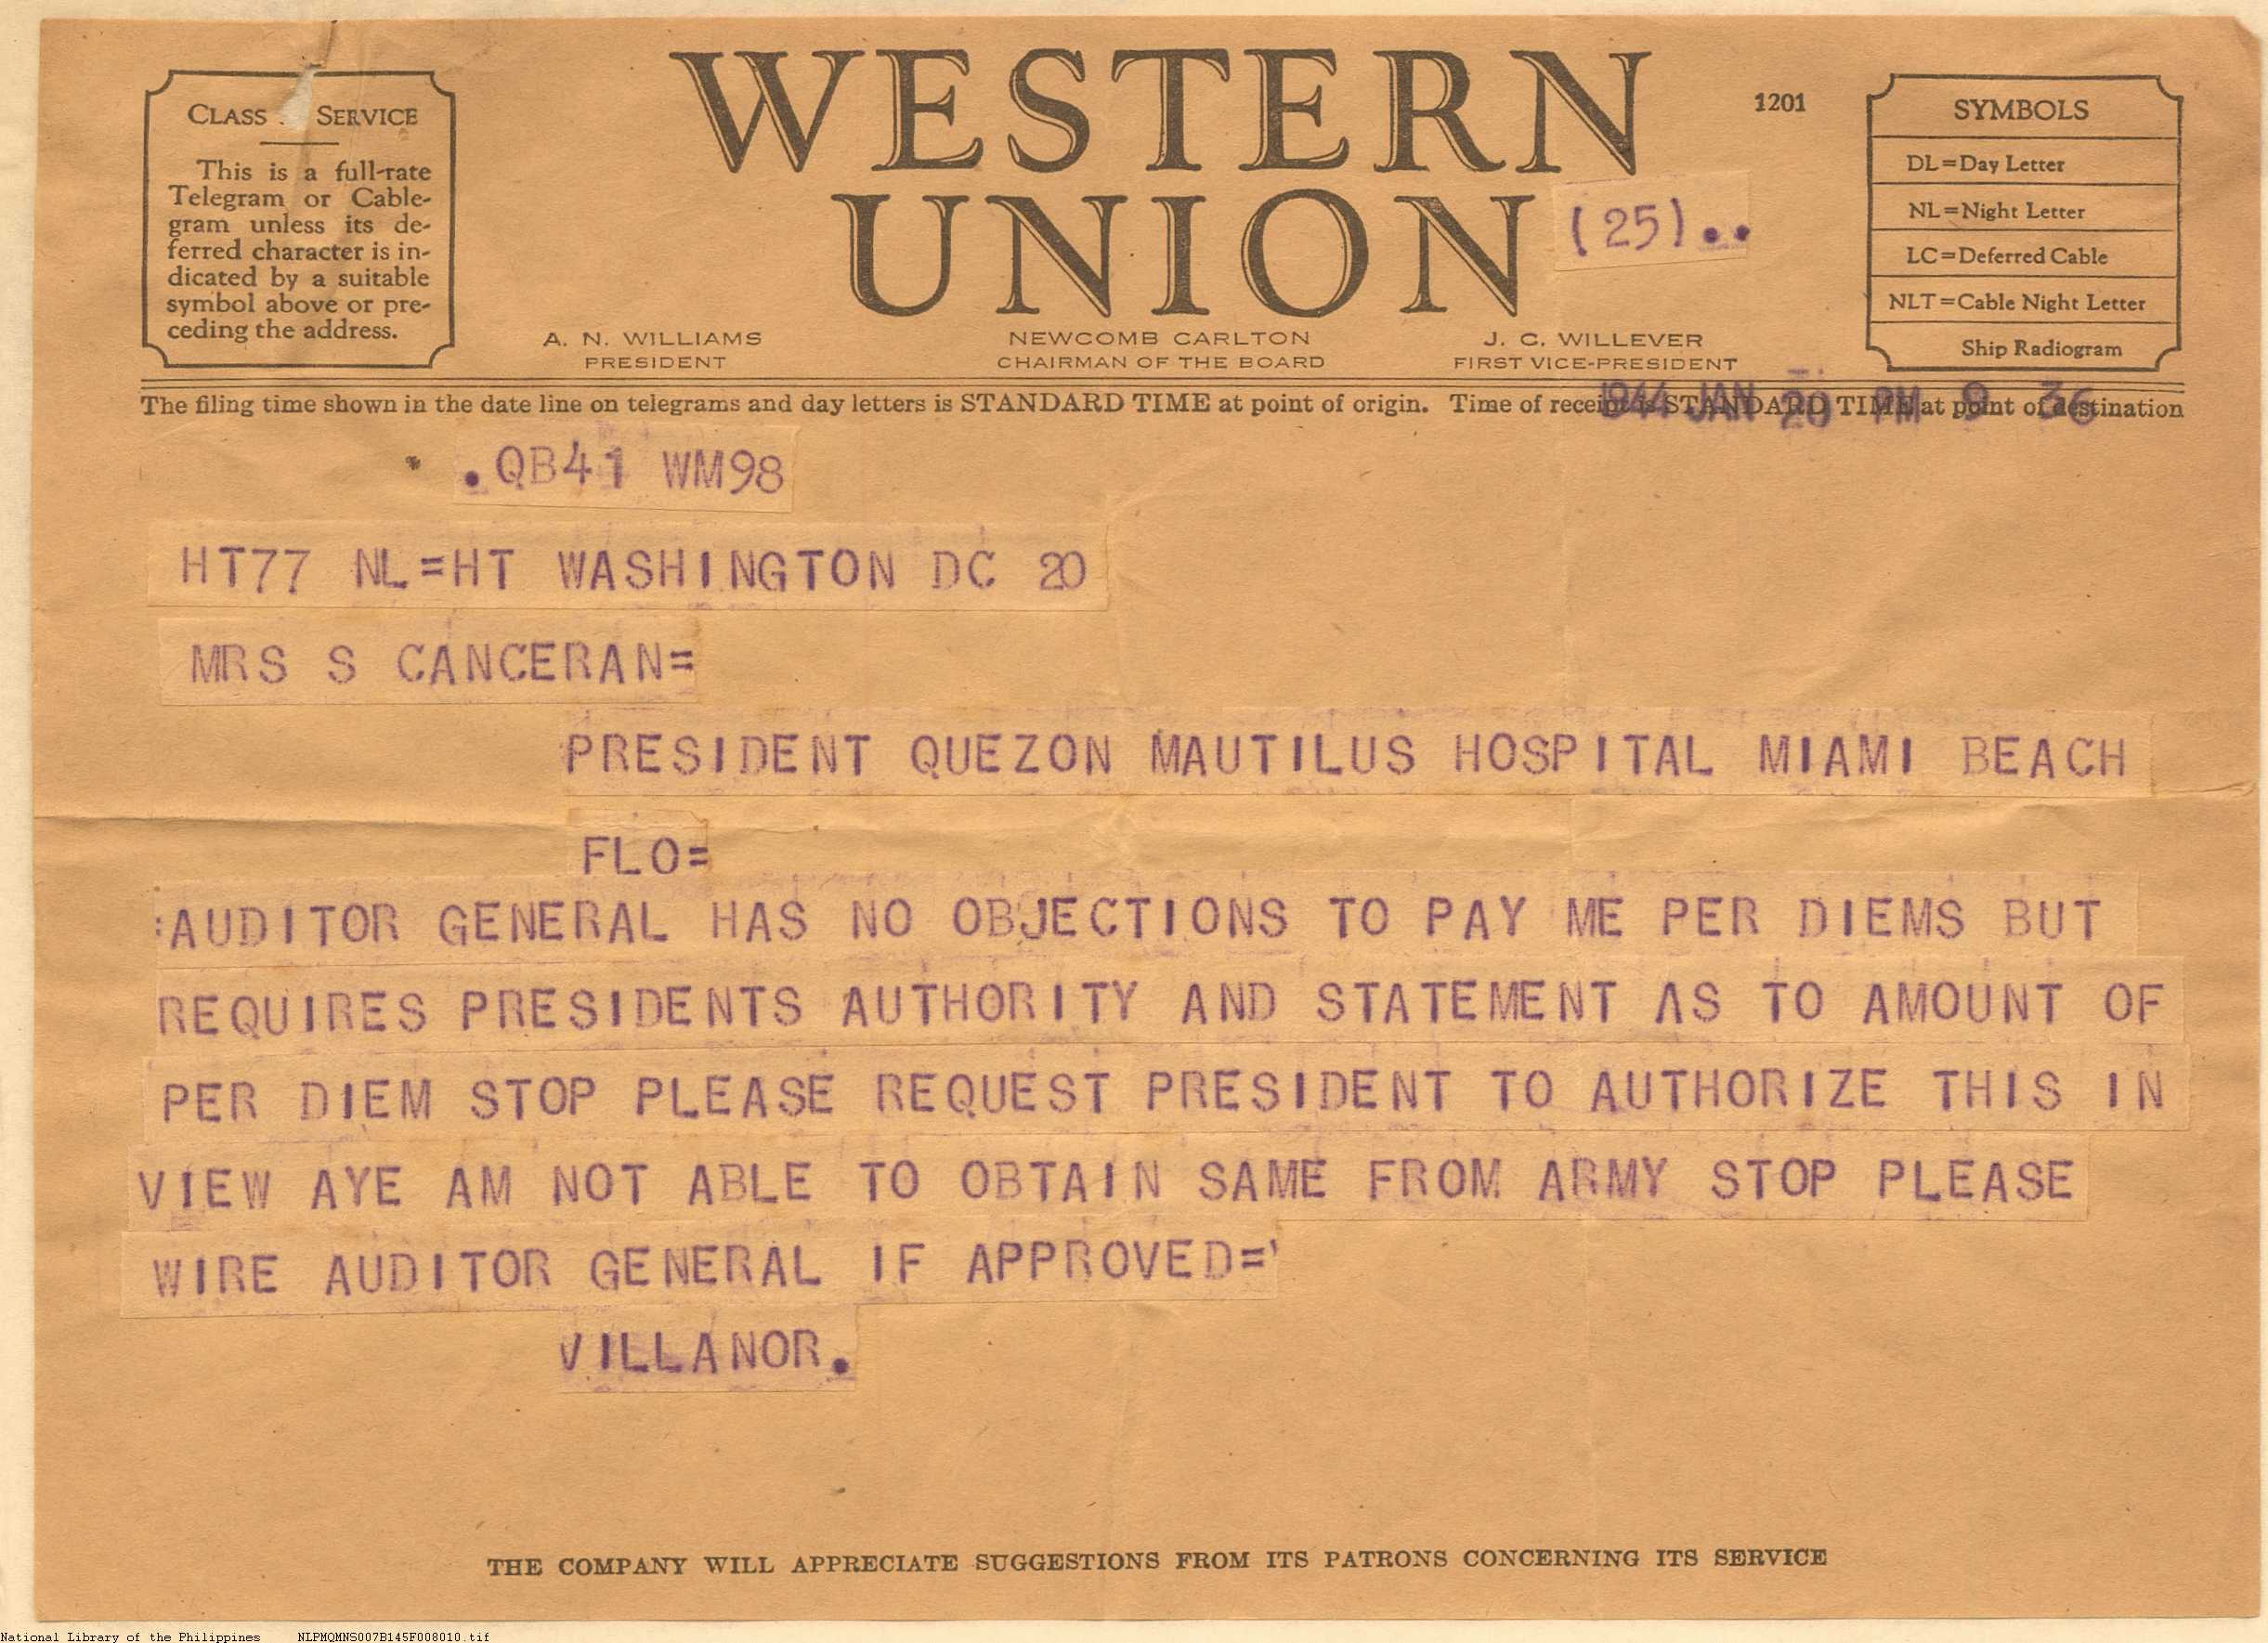 CLASS SERVICE
This is a full-rate
Telegram or Cable-
gram unless its de-
ferred character is in-
dicated by a suitable
symbol above or pre-
ceding the address.
WESTERN
UNION
1201
(25)..
A. N. WILLIAMS
PRESIDENT
NEWCOMB CARLTON
CHAIRMAN OF THE BOARD
J. C. WILLEVER
FIRST VICE-PRESIDENT
SYMBOLS
DL=Day Letter
NL=Night Letter
LC=Deferred Cable
NLT=Cable Night Letter
Ship Radiogram
The filing time shown in the date line on telegrams and day letters is STANDARD TIME at point of origin. Time of receipt is STANDARD TIME at point of destination
1944 JAN 20 PM 9 36
.QB41 WM98
HT77 NL=HT WASHINGTON DC 20
MRS S CANCERAN=
PRESIDENT QUEZON MAUTILUS HOSPITAL MIAMI BEACH
FLO=
:AUDITOR GENERAL HAS NO OBJECTIONS TO PAY ME PER DIEMS BUT
REQUIRES PRESIDENTS AUTHORITY AND STATEMENT AS TO AMOUNT OF
PER DIEM STOP PLEASE REQUEST PRESIDENT TO AUTHORIZE THIS IN
VIEW AYE AM NOT ABLE TO OBTAIN SAME FROM ARMY STOP PLEASE
WIRE AUDITOR GENERAL IF APPROVED='
VILLANOR.
THE COMPANY WILL APPRECIATE SUGGESTIONS FROM ITS PATRONS CONCERNING ITS SERVICE
National Library of the Philippines NLPMQMNS007B145F008010.tif